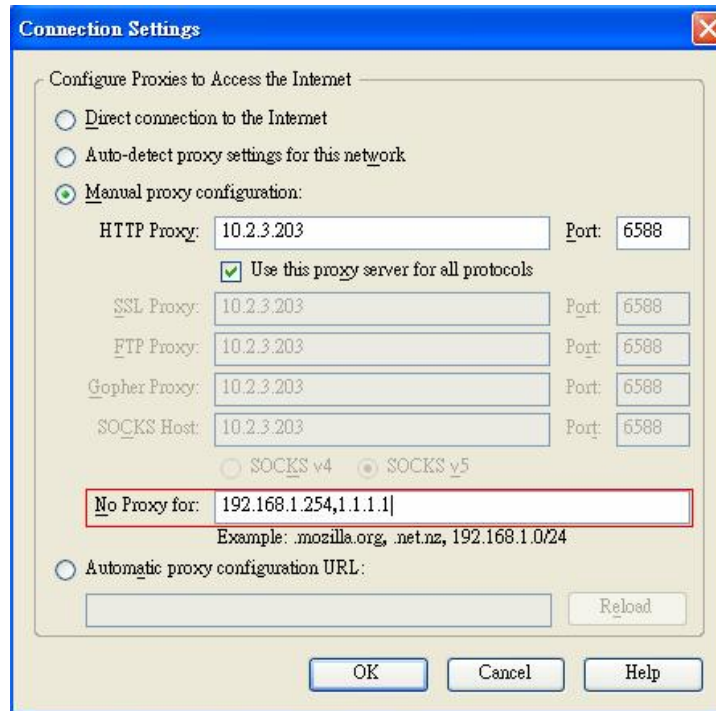 Connection Settings
Configure Proxies to Access the Internet
Direct connection to the Internet
Auto-detect proxy settings for this network
Manual proxy configuration:
HTTP Proxy: 10.2.3.203 Port: 6588
Use this proxy server for all protocols
SSL Proxy: 10.2.3.203 Port: 6588
FTP Proxy: 10.2.3.203 Port: 6588
Gopher Proxy: 10.2.3.203 Port: 6588
SOCKS Host: 10.2.3.203 Port: 6588
SOCKS v4 SOCKS v5
No Proxy for: 192.168.1.254,1.1.1.1
Example: .mozilla.org, .net.nz, 192.168.1.0/24
Automatic proxy configuration URL:
Reload
OK Cancel Help